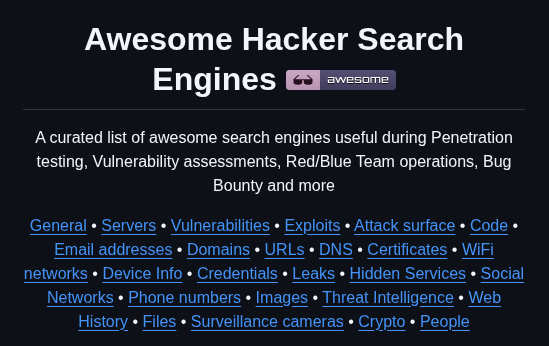 Awesome Hacker Search
Engines awesome
A curated list of awesome search engines useful during Penetration
testing, Vulnerability assessments, Red/Blue Team operations, Bug
Bounty and more
General • Servers • Vulnerabilities • Exploits • Attack surface • Code •
Email addresses • Domains • URLs • DNS • Certificates • WiFi
networks • Device Info • Credentials • Leaks • Hidden Services • Social
Networks • Phone numbers • Images • Threat Intelligence • Web
History • Files • Surveillance cameras • Crypto • People